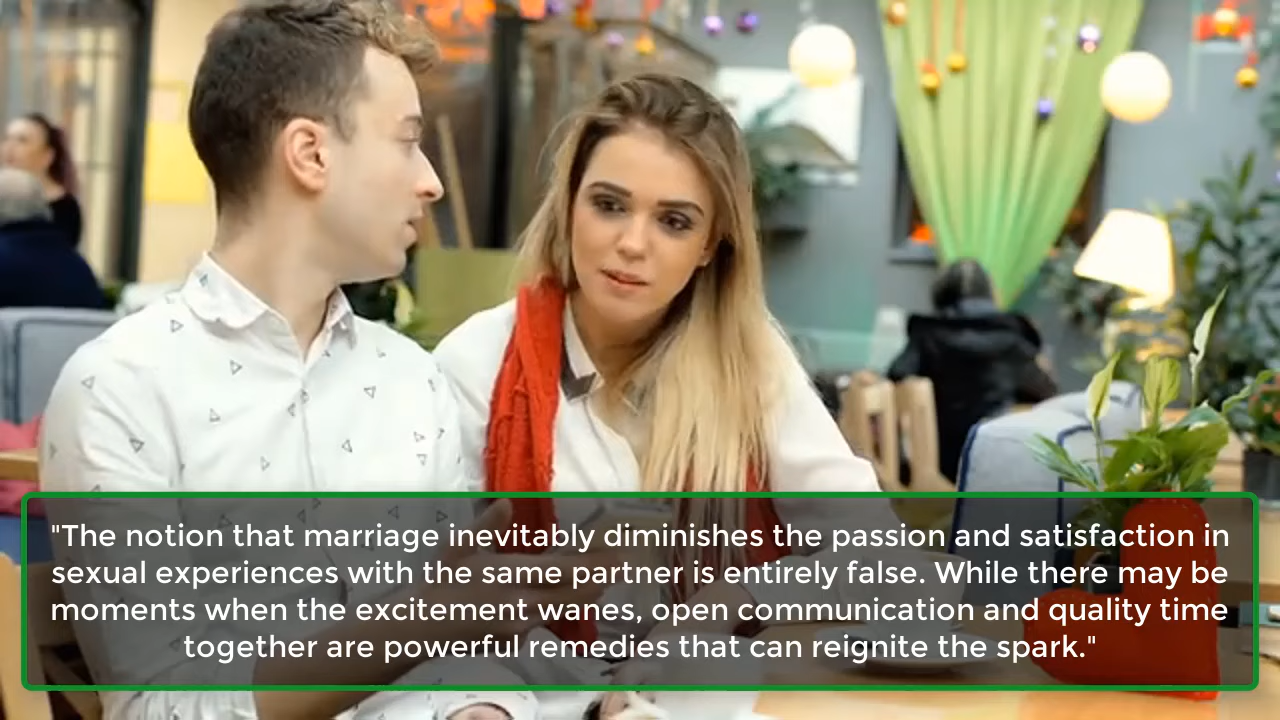 "The notion that marriage inevitably diminishes the passion and satisfaction in
sexual experiences with the same partner is entirely false. While there may be
moments when the excitement wanes, open communication and quality time
together are powerful remedies that can reignite the spark."